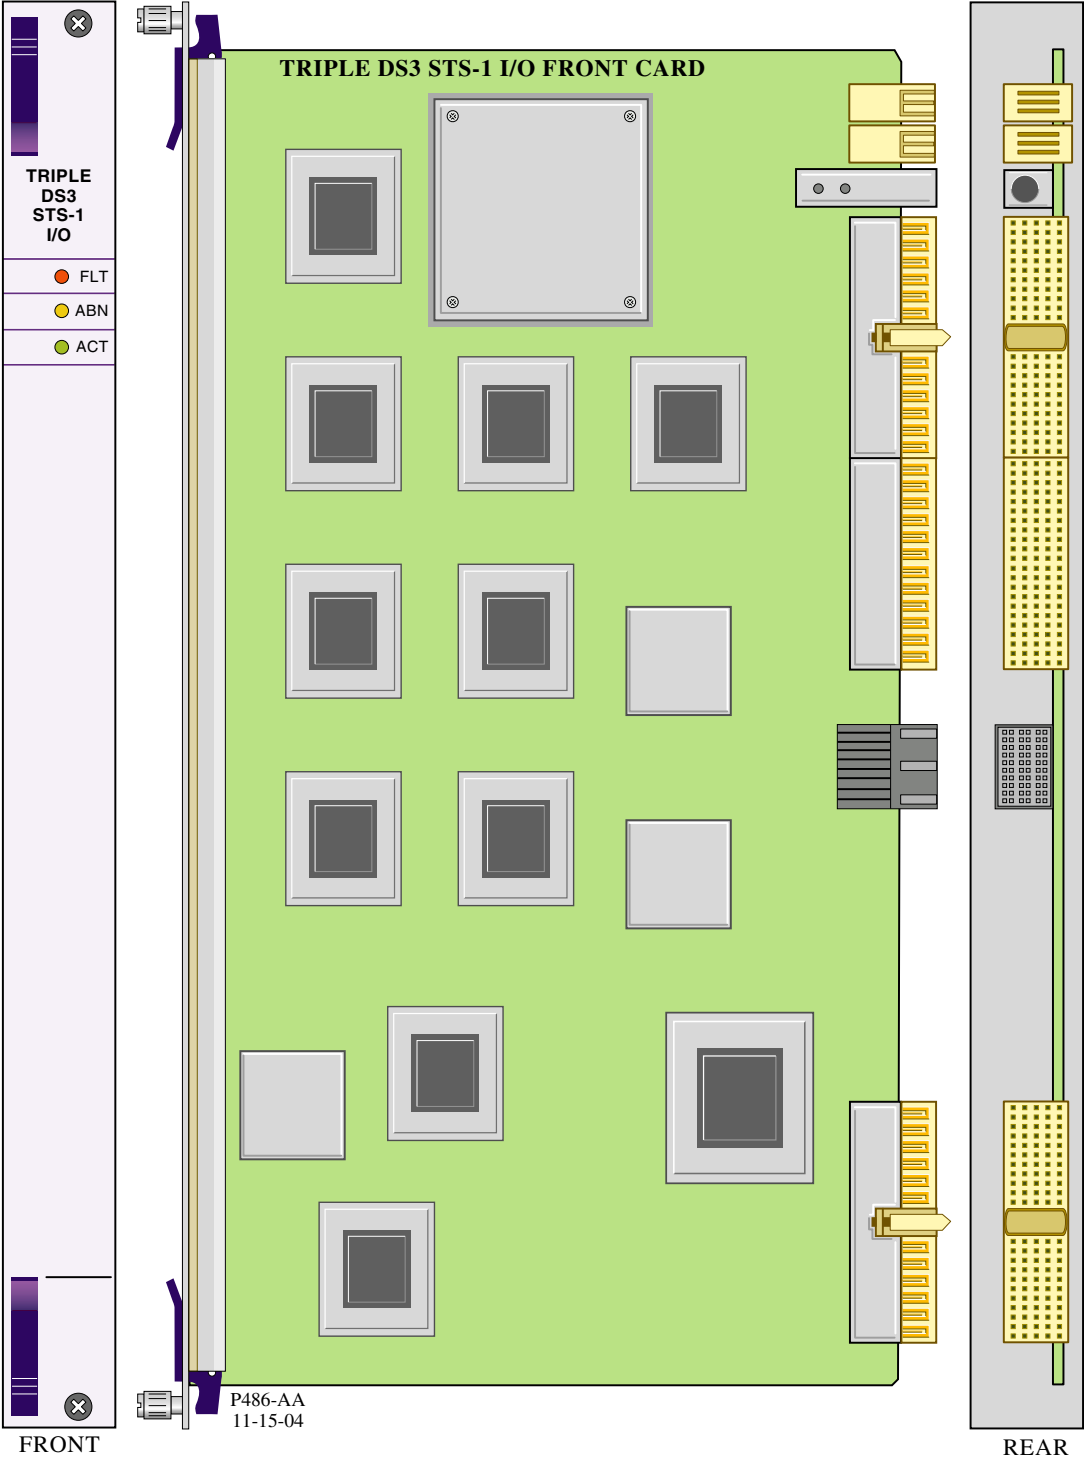 TRIPLE DS3 STS-1 I/O FRONT CARD
TRIPLE
DS3
STS-1
I/O
FLT
ABN
ACT
P486-AA
11-15-04
FRONT
REAR